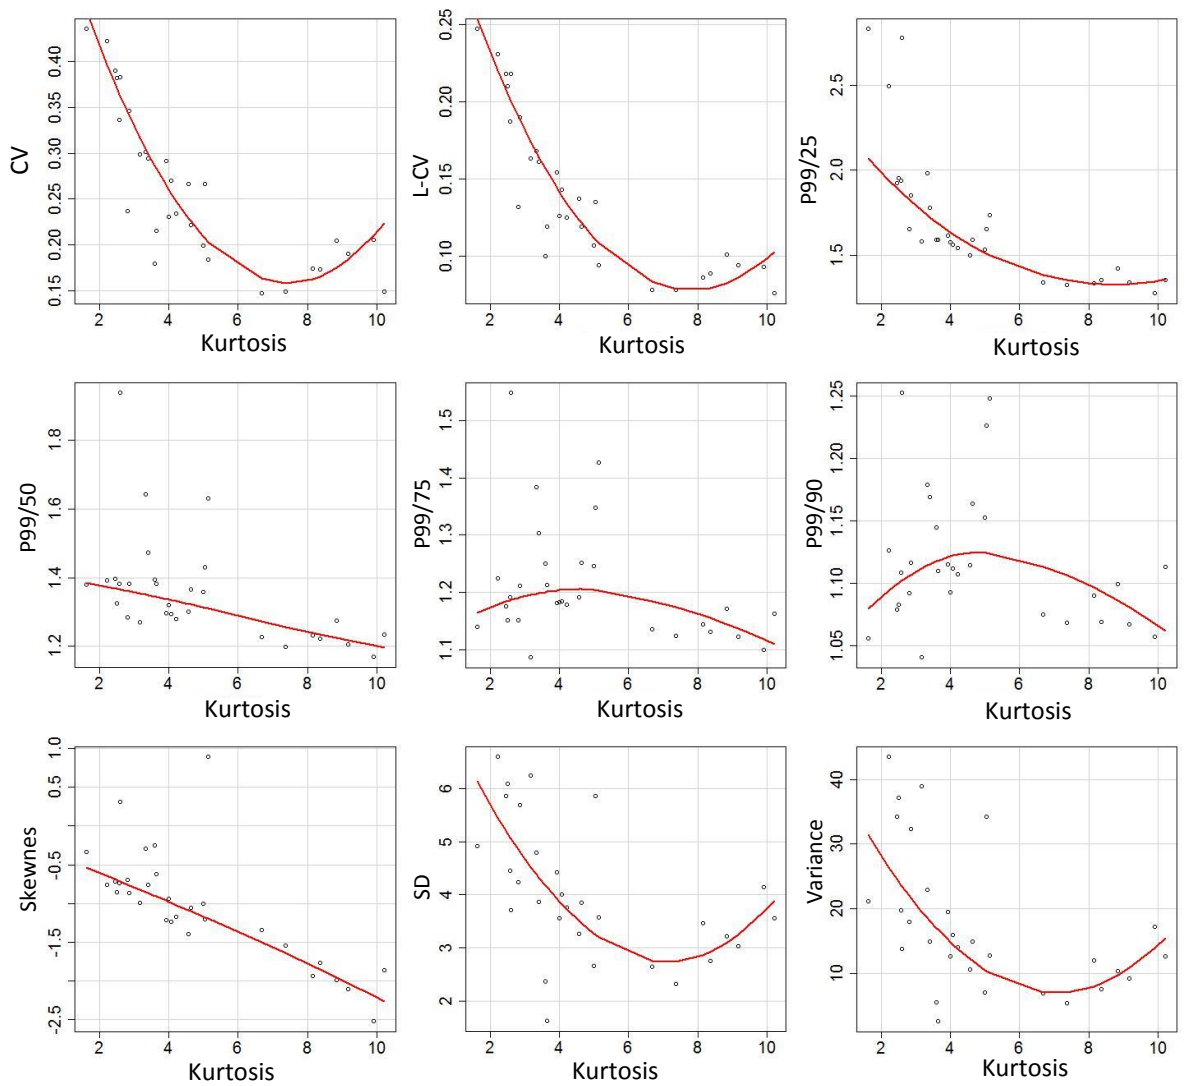 CV
0.15 0.20 0.25 0.30 0.35 0.40
2 4 6 8 10
Kurtosis
L-CV
0.10 0.15 0.20 0.25
2 4 6 8 10
Kurtosis
P99/25
1.5 2.0 2.5
2 4 6 8 10
Kurtosis
P99/50
1.2 1.4 1.6 1.8
2 4 6 8 10
Kurtosis
P99/75
1.1 1.2 1.3 1.4 1.5
2 4 6 8 10
Kurtosis
P99/90
1.05 1.10 1.15 1.20 1.25
2 4 6 8 10
Kurtosis
Skewnes
-2.5 -1.5 -0.5 0.5 1.0
2 4 6 8 10
Kurtosis
SD
2 3 4 5 6
2 4 6 8 10
Kurtosis
Variance
10 20 30 40
2 4 6 8 10
Kurtosis